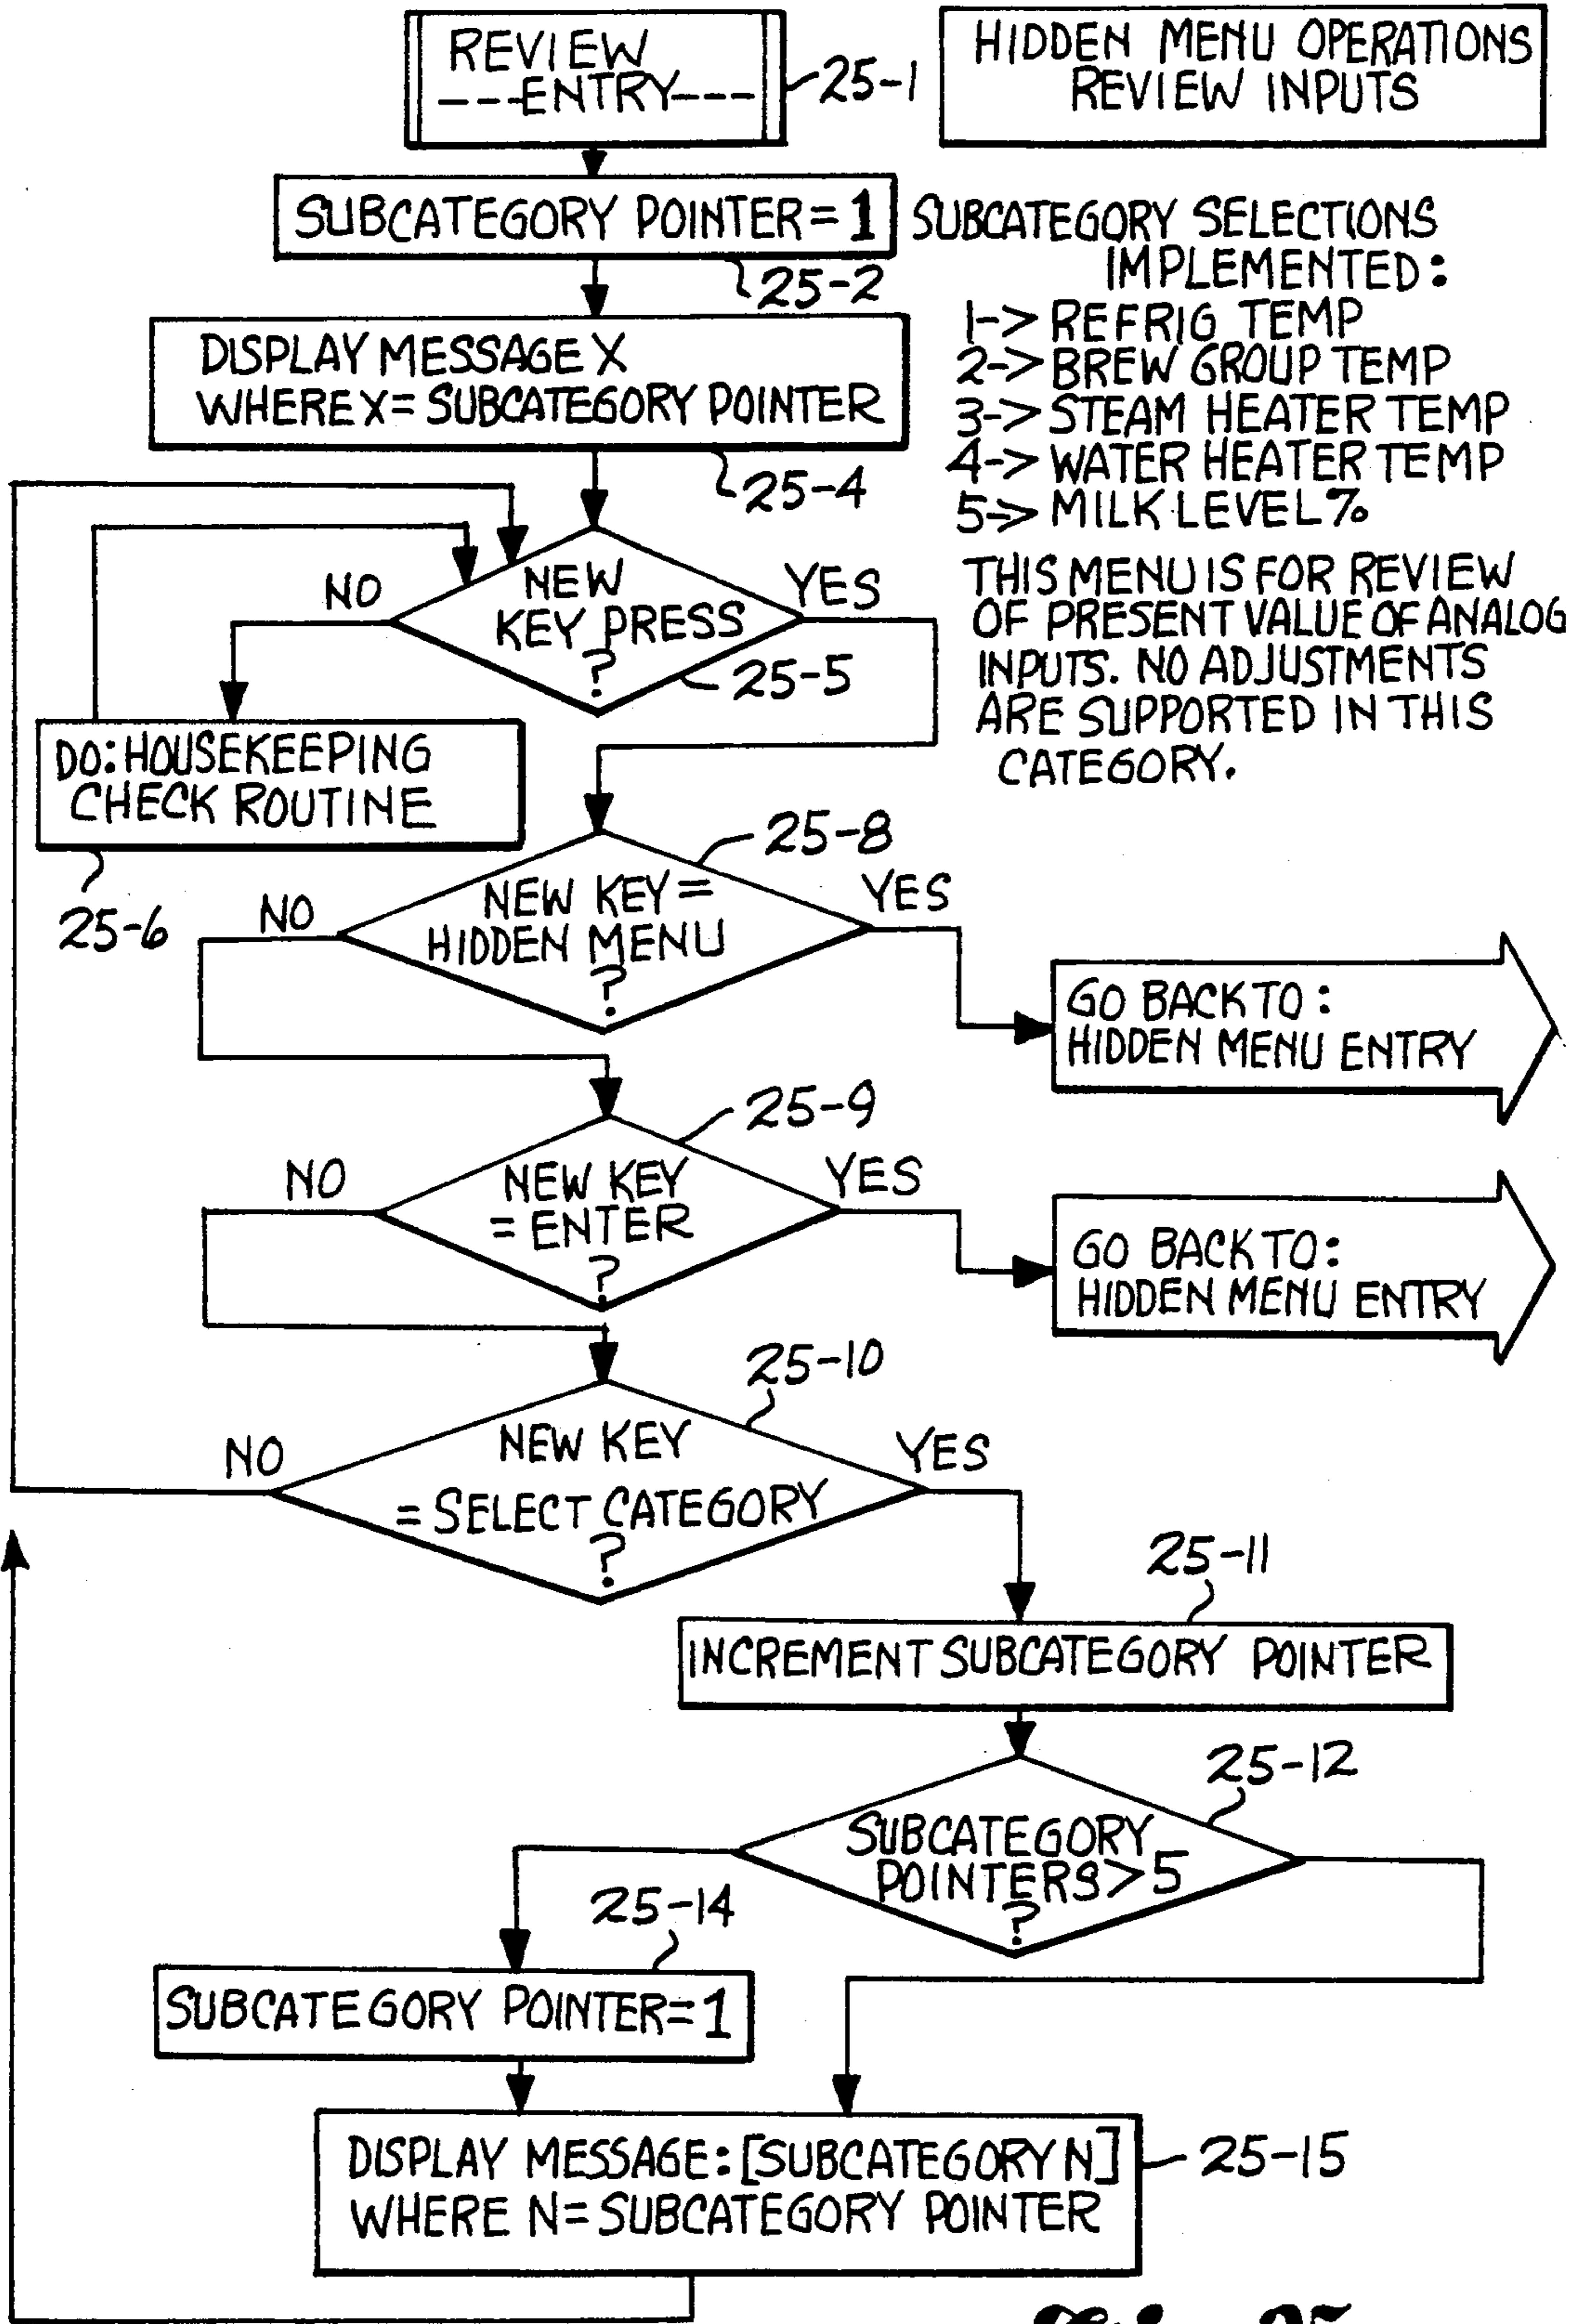 REVIEW
---ENTRY---
25-1
HIDDEN MENU OPERATIONS
REVIEW INPUTS
SUBCATEGORY POINTER=1
25-2
SUBCATEGORY SELECTIONS
IMPLEMENTED:
1-> REFRIG TEMP
2-> BREW GROUP TEMP
3-> STEAM HEATER TEMP
4-> WATER HEATER TEMP
5-> MILK LEVEL%
THIS MENU IS FOR REVIEW
OF PRESENT VALUE OF ANALOG
INPUTS. NO ADJUSTMENTS
ARE SUPPORTED IN THIS
CATEGORY.
DISPLAY MESSAGE X
WHERE X= SUBCATEGORY POINTER
25-4
NO
NEW
KEY PRESS
?
YES
25-5
DO: HOUSEKEEPING
CHECK ROUTINE
25-6
25-8
NO
NEW KEY=
HIDDEN MENU
?
YES
GO BACK TO:
HIDDEN MENU ENTRY
25-9
NO
NEW KEY
= ENTER
?
YES
GO BACK TO:
HIDDEN MENU ENTRY
25-10
NO
NEW KEY
= SELECT CATEGORY
?
YES
25-11
INCREMENT SUBCATEGORY POINTER
25-12
SUBCATEGORY
POINTERS>5
?
25-14
SUBCATEGORY POINTER=1
DISPLAY MESSAGE:[SUBCATEGORY N]
WHERE N= SUBCATEGORY POINTER
25-15